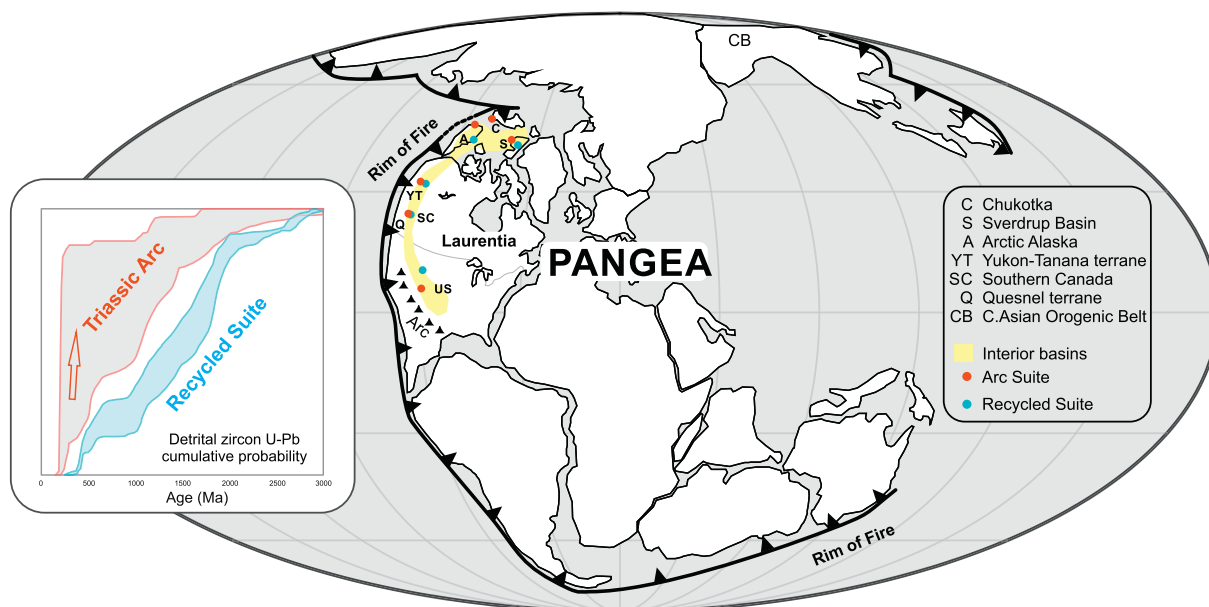 CB
Rim of Fire
C
A
S
YT
Q
SC
Laurentia
PANGEA
US
Arc
Rim of Fire
Triassic Arc
Recycled Suite
Detrital zircon U-Pb
cumulative probability
0 500 1000 1500 2000 2500 3000
Age (Ma)
C Chukotka
S Sverdrup Basin
A Arctic Alaska
YT Yukon-Tanana terrane
SC Southern Canada
Q Quesnel terrane
CB C.Asian Orogenic Belt
Interior basins
Arc Suite
Recycled Suite